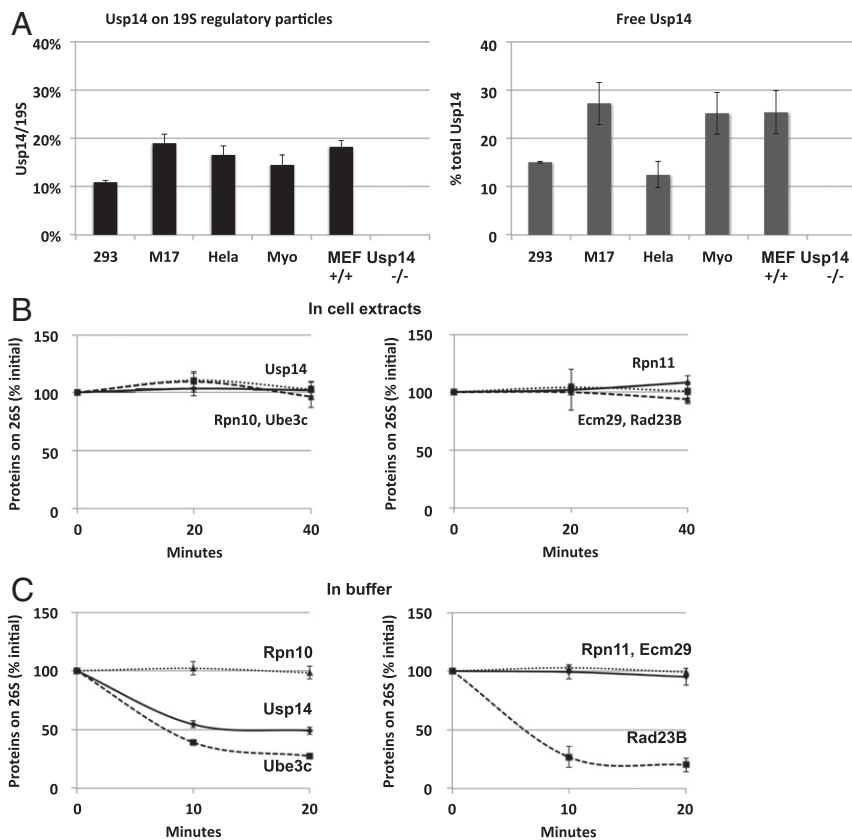 A
Usp14 on 19S regulatory particles
Usp14/19S
40%
30%
20%
10%
0%
293 M17 Hela Myo MEF Usp14
+/+ -/-
Free Usp14
% total Usp14
40
30
20
10
0
293 M17 Hela Myo MEF Usp14
+/+ -/-
B
In cell extracts
Proteins on 26S (% initial)
150
100
50
0
Usp14
Rpn10, Ube3c
0 20 40
Minutes
Proteins on 26S (% initial)
150
100
50
0
Rpn11
Ecm29, Rad23B
0 20 40
Minutes
C
In buffer
Proteins on 26S (% initial)
150
100
50
0
Rpn10
Usp14
Ube3c
0 10 20
Minutes
Proteins on 26S (% initial)
150
100
50
0
Rpn11, Ecm29
Rad23B
0 10 20
Minutes